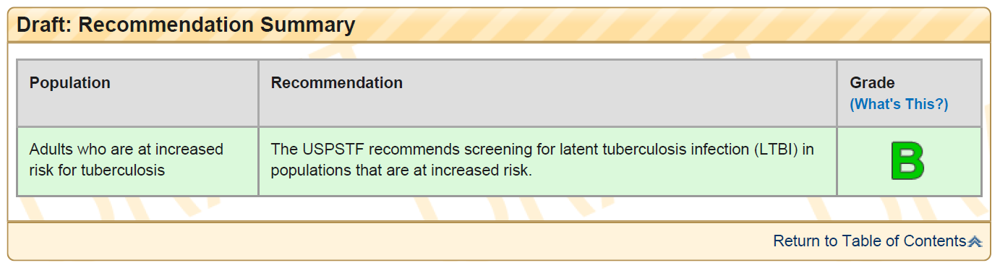 Draft: Recommendation Summary
Population
Recommendation
Grade
(What's This?)
Adults who are at increased
risk for tuberculosis
The USPSTF recommends screening for latent tuberculosis infection (LTBI) in
populations that are at increased risk.
B
Return to Table of Contents